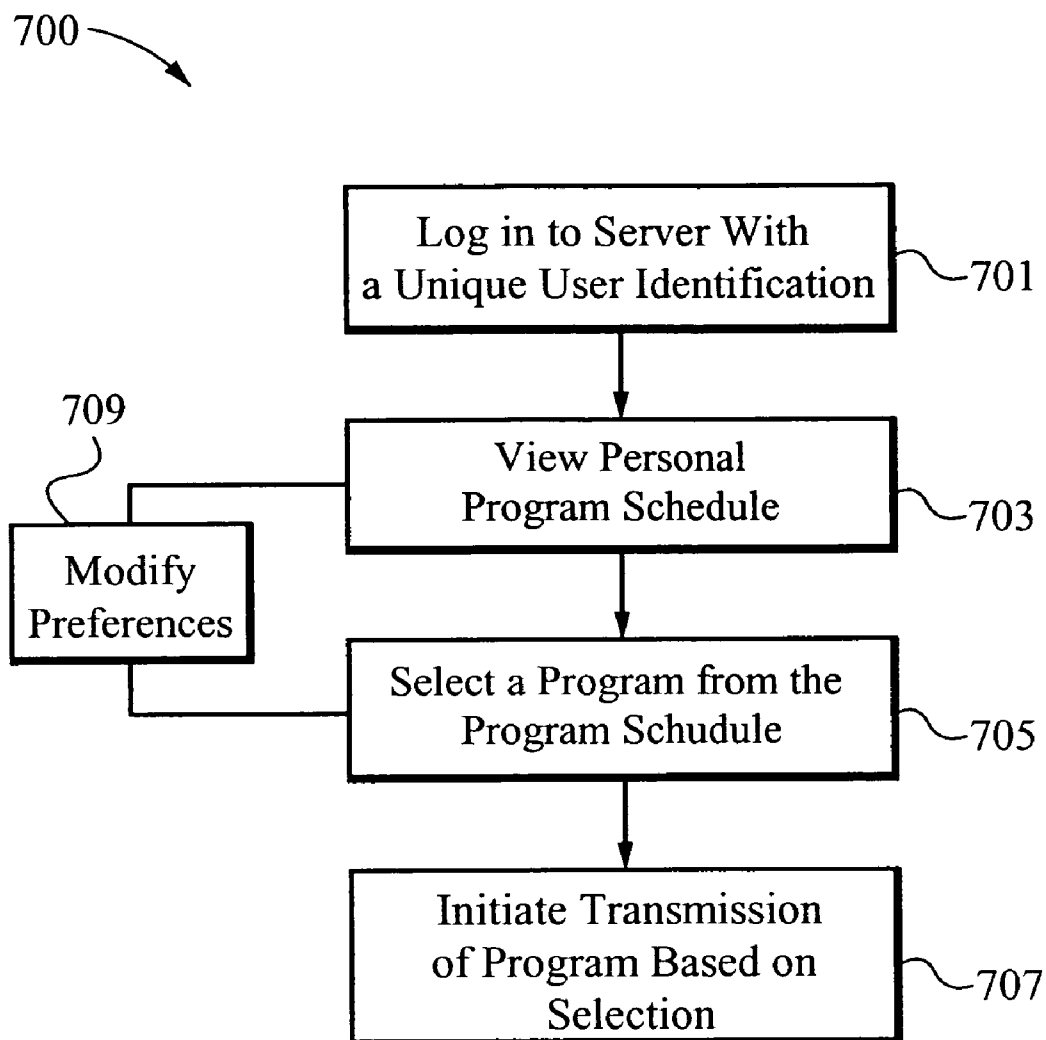 700
Log in to Server With
a Unique User Identification
701
709
View Personal
Program Schedule
703
Modify
Preferences
Select a Program from the
Program Schudule
705
Initiate Transmission
of Program Based on
Selection
707